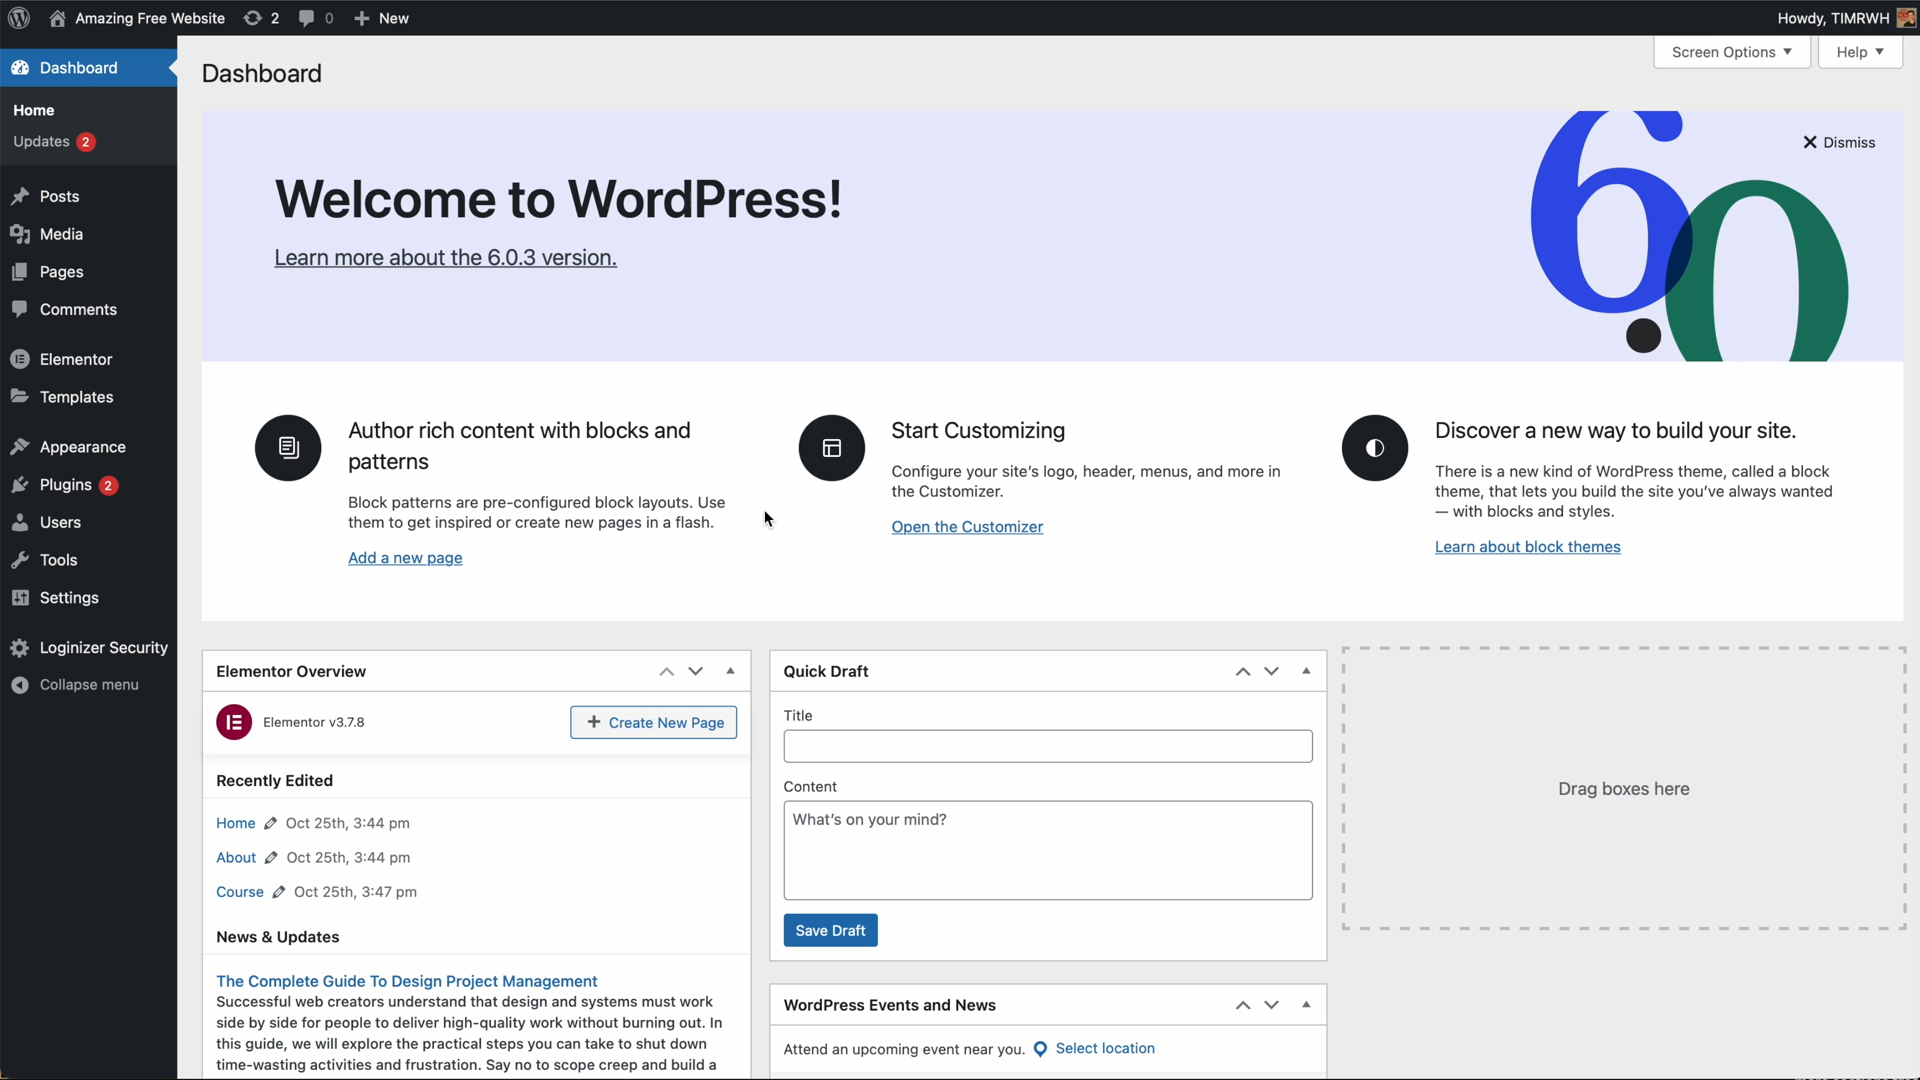 Amazing Free Website 2 0 New
Howdy, TIMRWH
Screen Options
Help
Dashboard
Home
Updates 2
Posts
Media
Pages
Comments
Elementor
Templates
Appearance
Plugins 2
Users
Tools
Settings
Loginizer Security
Collapse menu
Dashboard
Dismiss
Welcome to WordPress!
Learn more about the 6.0.3 version.
6.0
Author rich content with blocks and
patterns
Block patterns are pre-configured block layouts. Use
them to get inspired or create new pages in a flash.
Add a new page
Start Customizing
Configure your site's logo, header, menus, and more in
the Customizer.
Open the Customizer
Discover a new way to build your site.
There is a new kind of WordPress theme, called a block
theme, that lets you build the site you've always wanted
— with blocks and styles.
Learn about block themes
Elementor Overview
Elementor v3.7.8
Create New Page
Recently Edited
Home Oct 25th, 3:44 pm
About Oct 25th, 3:44 pm
Course Oct 25th, 3:47 pm
News & Updates
The Complete Guide To Design Project Management
Successful web creators understand that design and systems must work
side by side for people to deliver high-quality work without burning out. In
this guide, we will explore the practical steps you can take to shut down
time-wasting activities and frustration. Say no to scope creep and build a
Quick Draft
Title
Content
What's on your mind?
Save Draft
WordPress Events and News
Attend an upcoming event near you. Select location
Drag boxes here